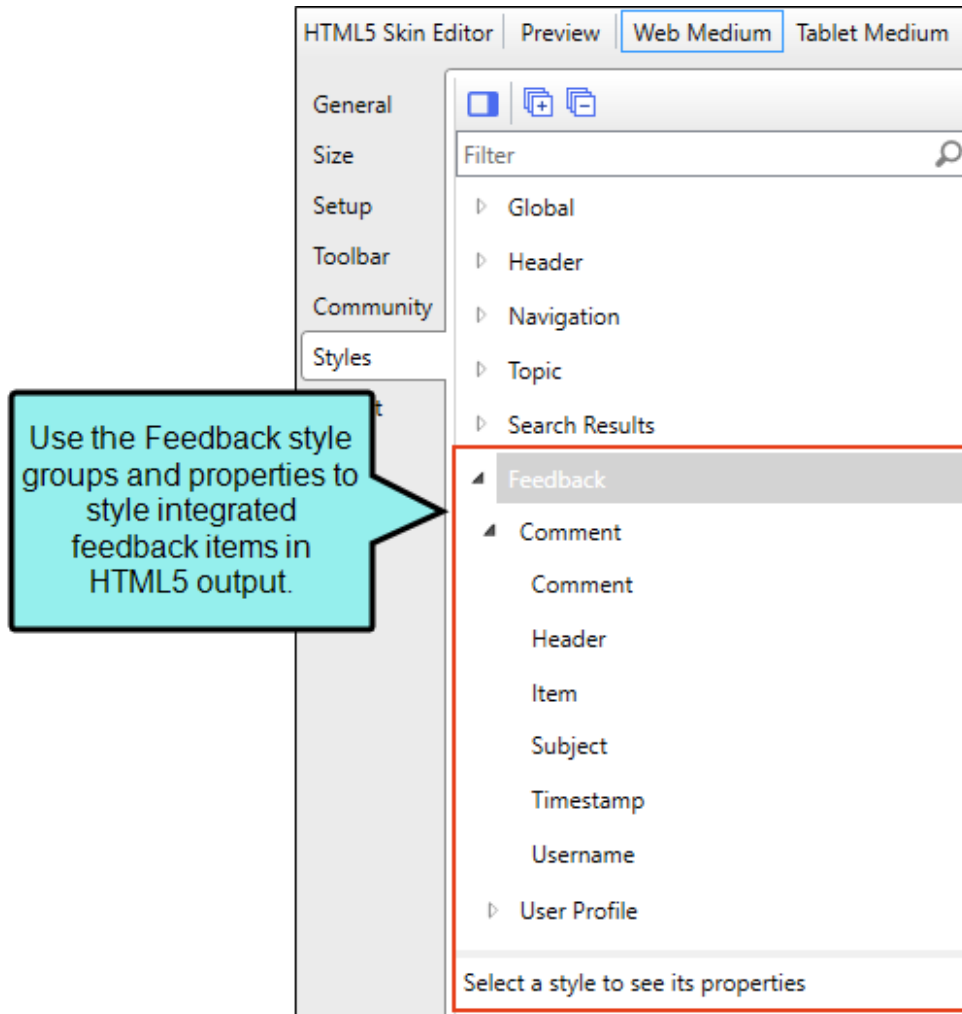 HTML5 Skin Editor Preview Web Medium Tablet Medium
General
Size
Setup
Toolbar
Community
Styles
Filter
Global
Header
Navigation
Topic
Search Results
Feedback
Comment
Comment
Header
Item
Subject
Timestamp
Username
User Profile
Select a style to see its properties
Use the Feedback style
groups and properties to
style integrated
feedback items in
HTML5 output.